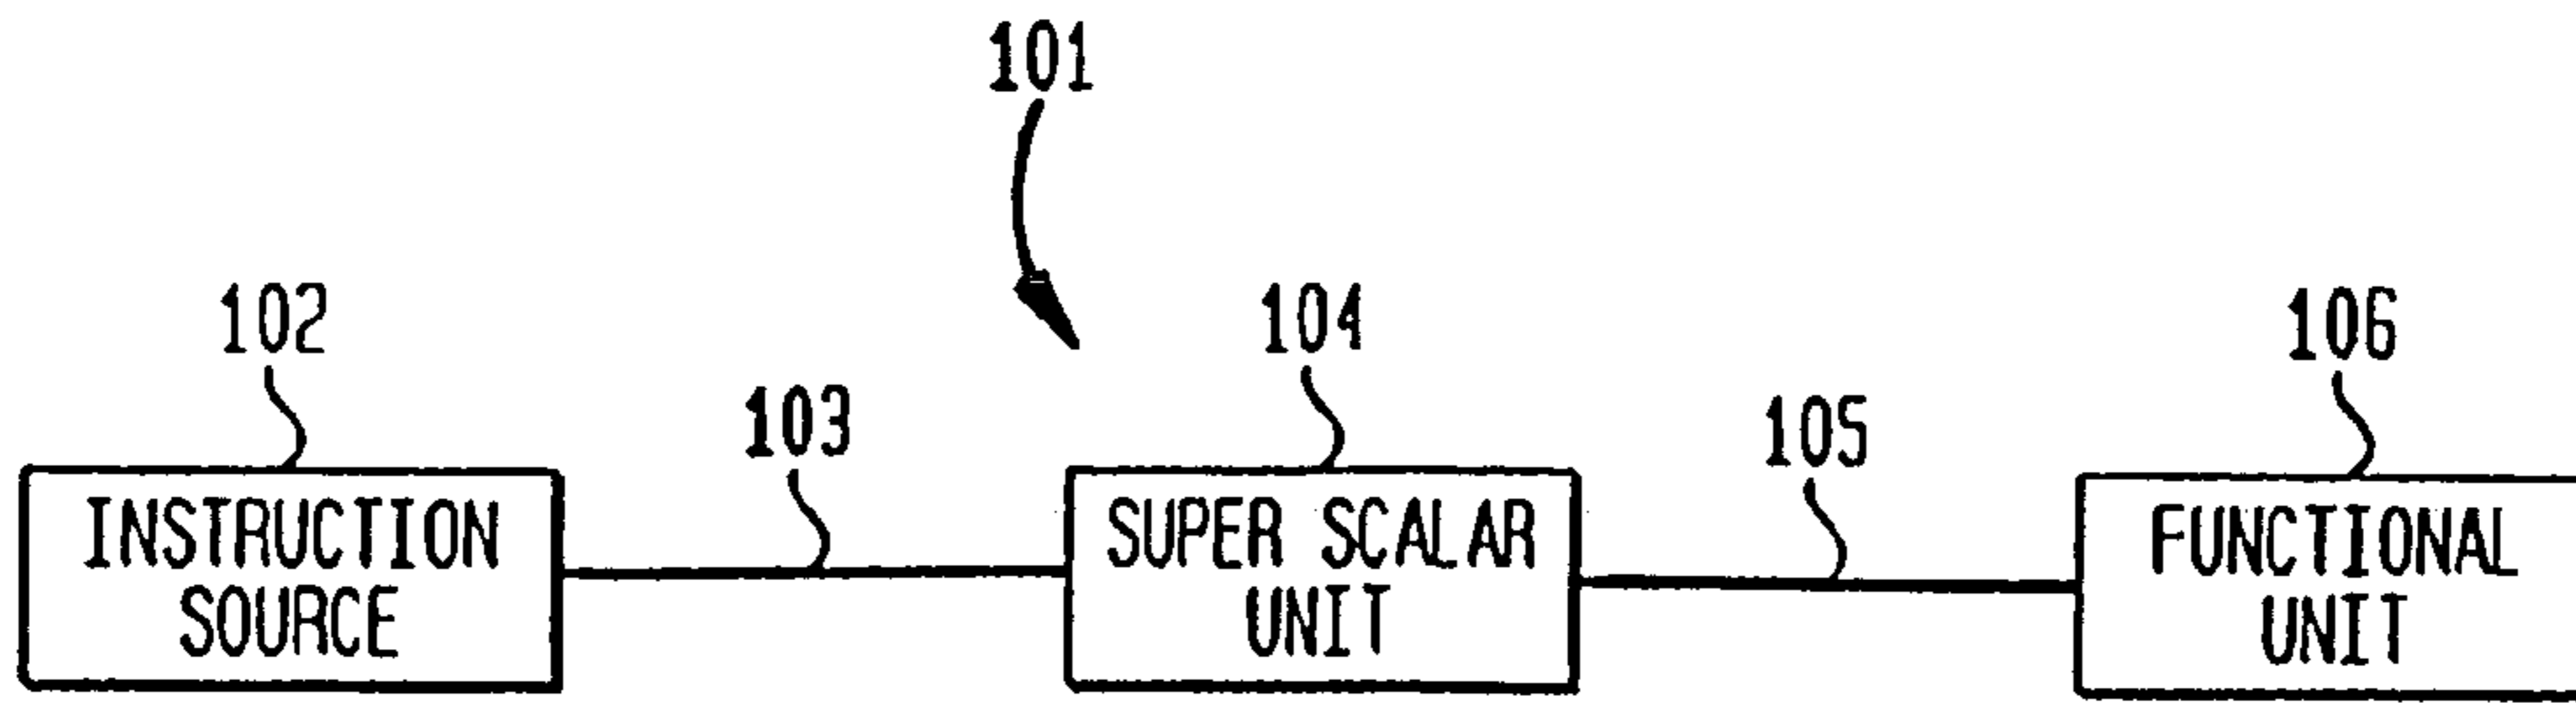 101
102
104
106
103
105
INSTRUCTION
SOURCE
SUPER SCALAR
UNIT
FUNCTIONAL
UNIT